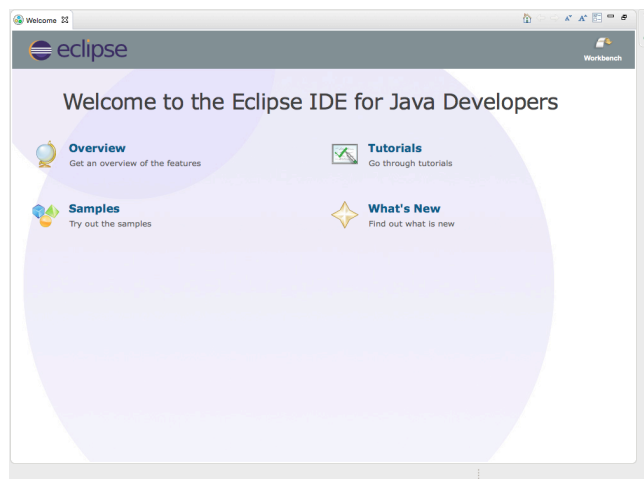 Welcome
eclipse
Workbench
Welcome to the Eclipse IDE for Java Developers
Overview
Get an overview of the features
Tutorials
Go through tutorials
Samples
Try out the samples
What's New
Find out what is new